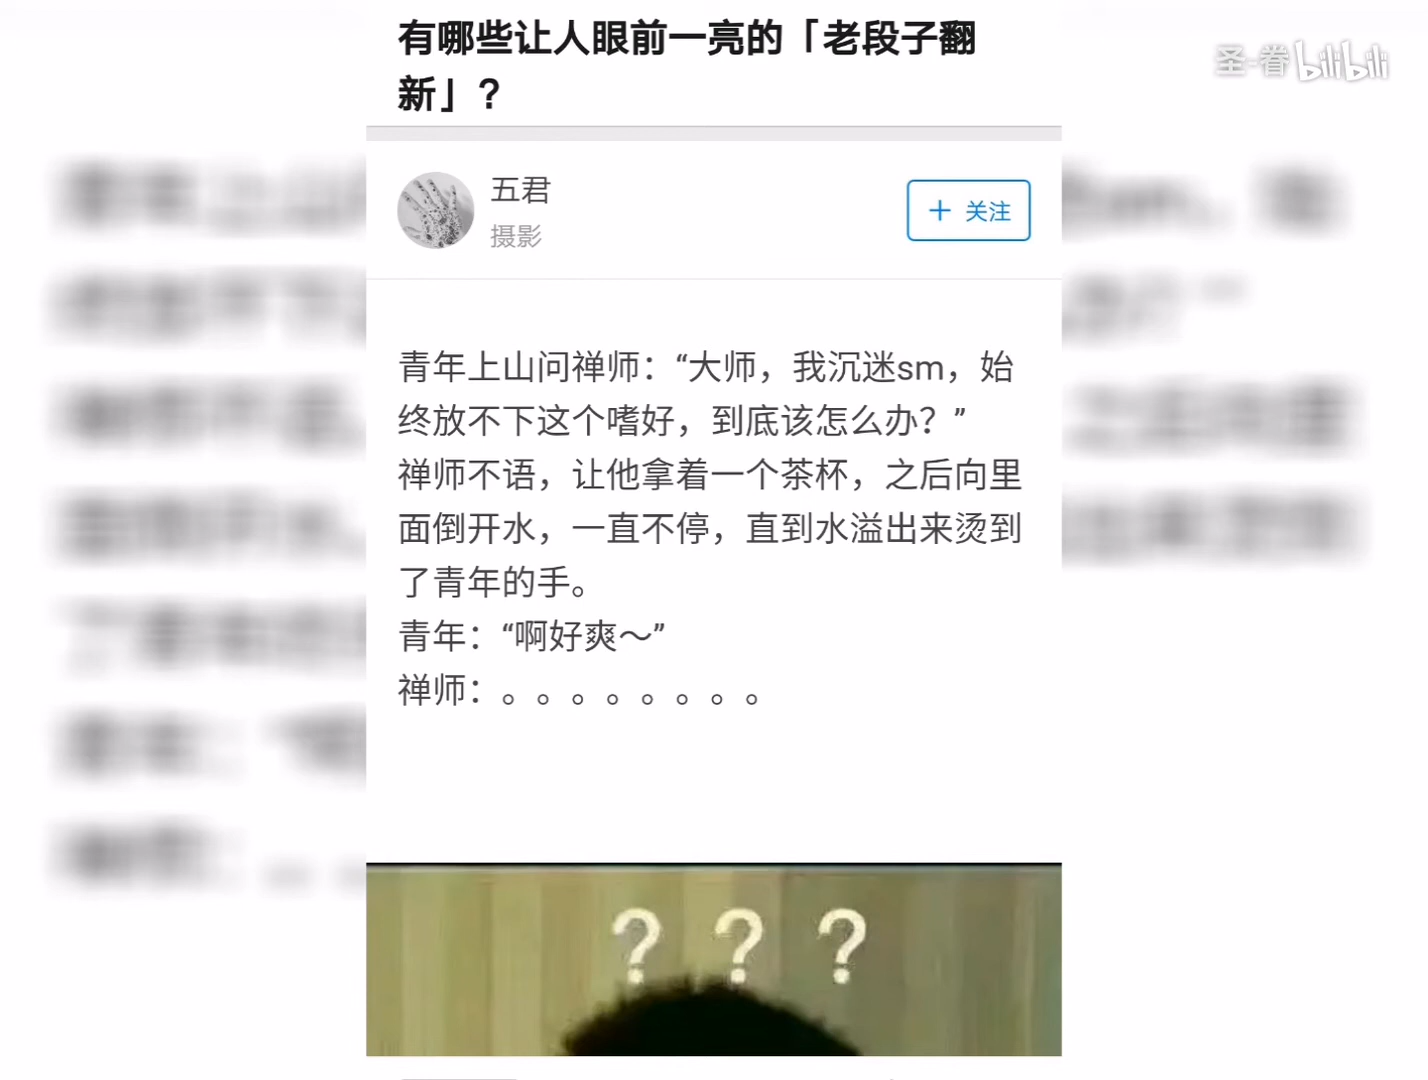 有哪些让人眼前一亮的「老段子翻
新」？
圣-眷 bilibili
五君
摄影
+ 关注
青年上山问禅师：“大师，我沉迷sm，始
终放不下这个嗜好，到底该怎么办？”
禅师不语，让他拿着一个茶杯，之后向里
面倒开水，一直不停，直到水溢出来烫到
了青年的手。
青年：“啊好爽～”
禅师：。。。。。。。。
？？？